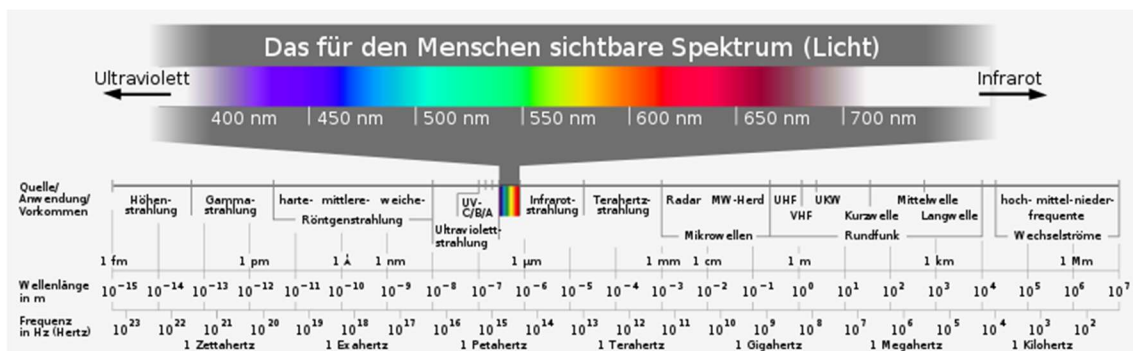 Das für den Menschen sichtbare Spektrum (Licht)
Ultraviolett
Infrarot
400 nm 450 nm 500 nm 550 nm 600 nm 650 nm 700 nm
Quelle/
Anwendung/
Vorkommen
Höhen-
strahlung
Gamma-
strahlung
harte- mittlere- weiche-
Röntgenstrahlung
UV-
C/B/A
Ultraviolett-
strahlung
Infrarot-
strahlung
Terahertz-
strahlung
Radar MW-Herd
Mikrowellen
UHF UKW Mittelwelle
VHF Kurzwelle Langwelle
Rundfunk
hoch- mittel- nieder-
frequente
Wechselströme
1 fm 1 pm 1 Å 1 nm 1 µm 1 mm 1 cm 1 m 1 km 1 Mm
Wellenlänge
in m
10⁻¹⁵ 10⁻¹⁴ 10⁻¹³ 10⁻¹² 10⁻¹¹ 10⁻¹⁰ 10⁻⁹ 10⁻⁸ 10⁻⁷ 10⁻⁶ 10⁻⁵ 10⁻⁴ 10⁻³ 10⁻² 10⁻¹ 10⁰ 10¹ 10² 10³ 10⁴ 10⁵ 10⁶ 10⁷
Frequenz
in Hz (Hertz)
10²³ 10²² 10²¹ 10²⁰ 10¹⁹ 10¹⁸ 10¹⁷ 10¹⁶ 10¹⁵ 10¹⁴ 10¹³ 10¹² 10¹¹ 10¹⁰ 10⁹ 10⁸ 10⁷ 10⁶ 10⁵ 10⁴ 10³ 10²
1 Zettahertz 1 Exahertz 1 Petahertz 1 Terahertz 1 Gigahertz 1 Megahertz 1 Kilohertz